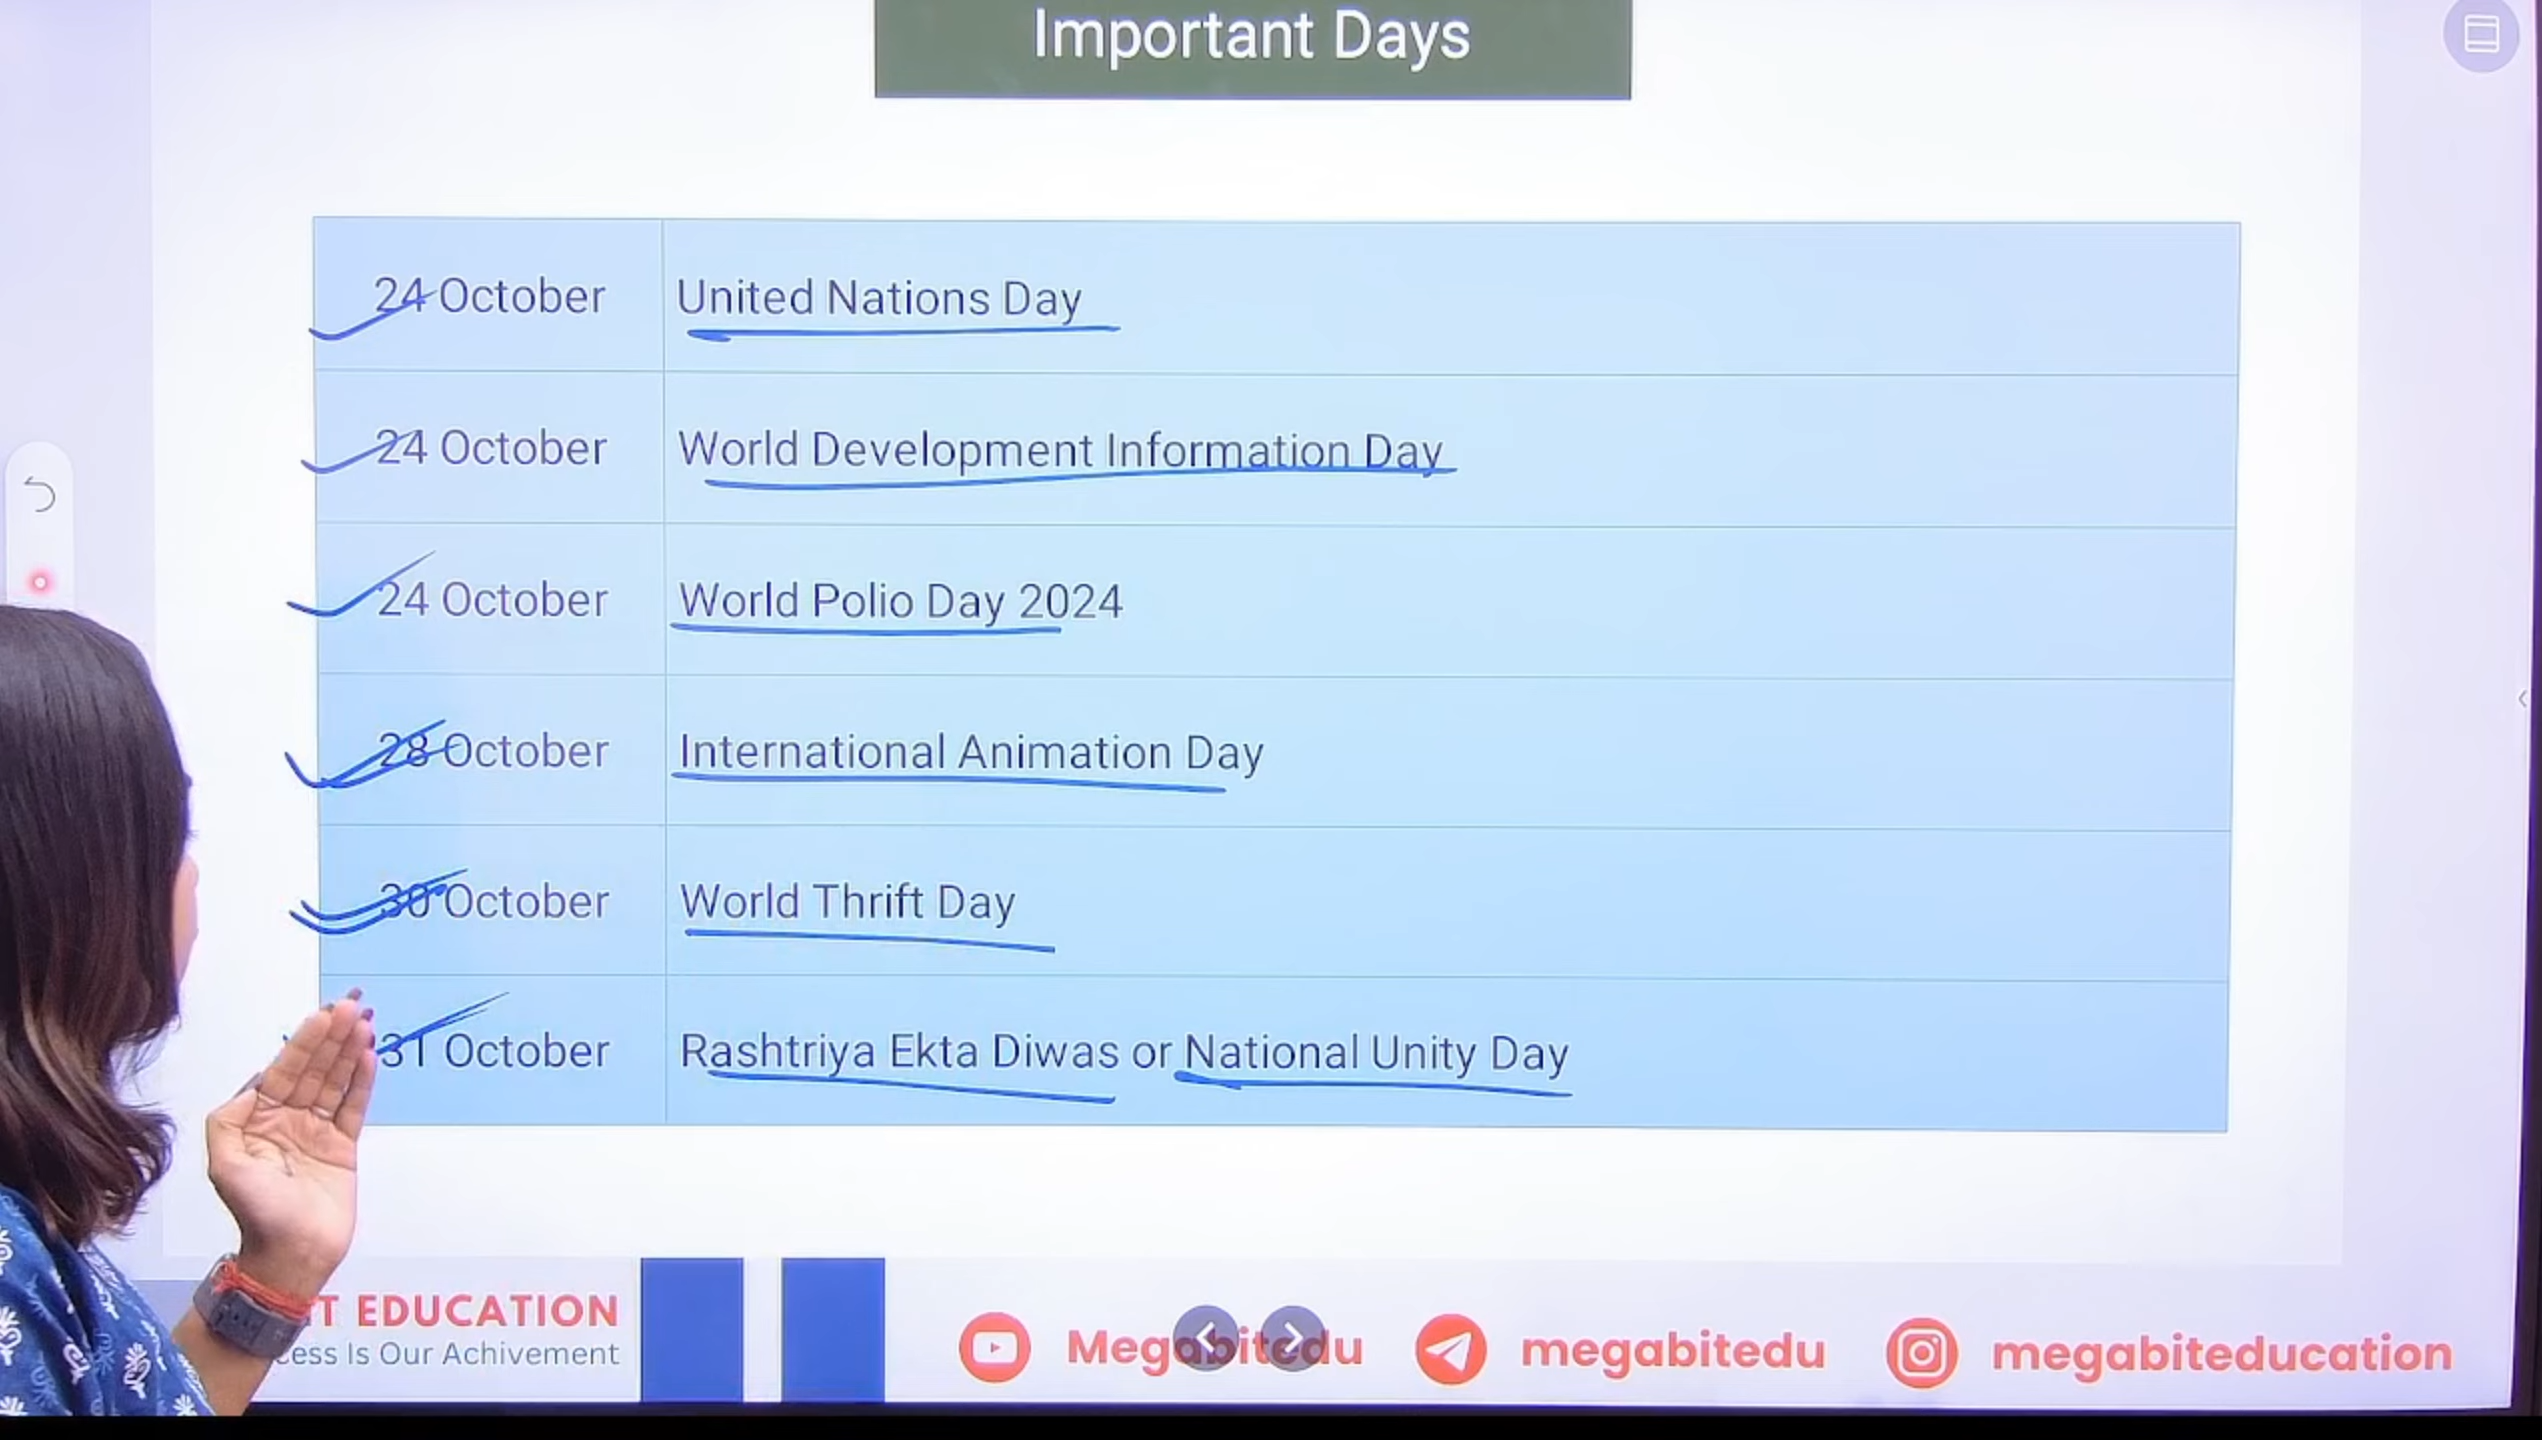 Important Days
24 October United Nations Day
24 October World Development Information Day
24 October World Polio Day 2024
28 October International Animation Day
30 October World Thrift Day
31 October Rashtriya Ekta Diwas or National Unity Day
EDUCATION
Is Our Achivement
Megabitedu megabitedu megabiteducation